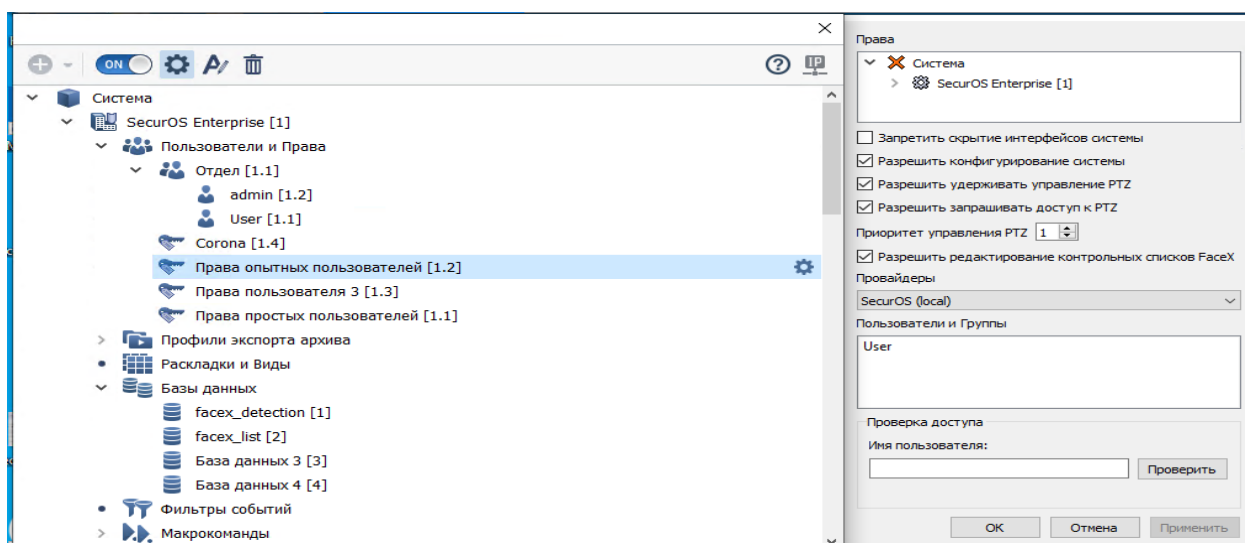 ON
IP
Система
SecurOS Enterprise [1]
Пользователи и Права
Отдел [1.1]
admin [1.2]
User [1.1]
Corona [1.4]
Права опытных пользователей [1.2]
Права пользователя 3 [1.3]
Права простых пользователей [1.1]
Профили экспорта архива
Раскладки и Виды
Базы данных
facex_detection [1]
facex_list [2]
База данных 3 [3]
База данных 4 [4]
Фильтры событий
Макрокоманды
Права
Система
SecurOS Enterprise [1]
Запретить скрытие интерфейсов системы
Разрешить конфигурирование системы
Разрешить удерживать управление PTZ
Разрешить запрашивать доступ к PTZ
Приоритет управления PTZ 1
Разрешить редактирование контрольных списков FaceX
Провайдеры
SecurOS (local)
Пользователи и Группы
User
Проверка доступа
Имя пользователя:
Проверить
OK Отмена Применить